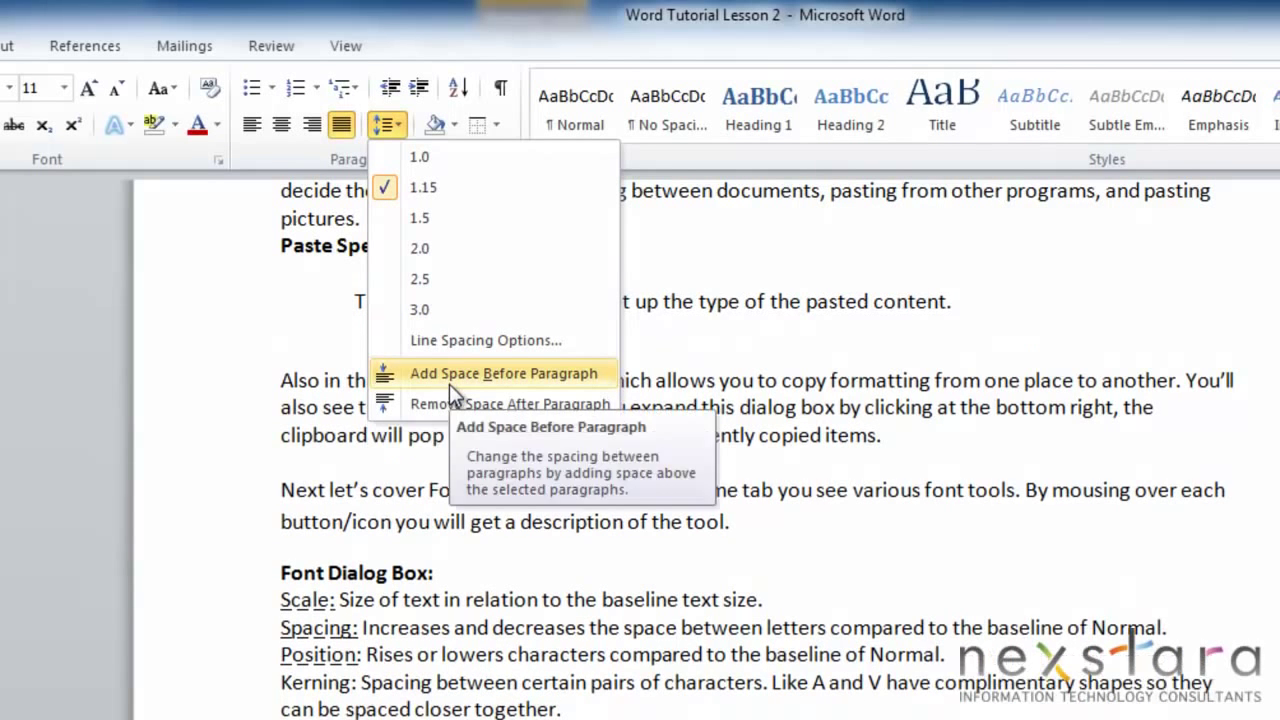 Word Tutorial Lesson 2 - Microsoft Word
ut References Mailings Review View
11 Aa
abc X₂ X² A ab A
AaBbCcDc AaBbCcDc AaBbC AaBbCc AaB AaBbCc. AaBbCcDc AaBbCcDc
¶ Normal ¶ No Spaci... Heading 1 Heading 2 Title Subtitle Subtle Em... Emphasis
Font Parag Styles
1.0
✓ 1.15
1.5
2.0
2.5
3.0
Line Spacing Options...
Add Space Before Paragraph
Remov Space After Paragraph
Add Space Before Paragraph
Change the spacing between
paragraphs by adding space above
the selected paragraphs.
decide the g between documents, pasting from other programs, and pasting
pictures.
Paste Spe
T t up the type of the pasted content.
Also in th hich allows you to copy formatting from one place to another. You'll
also see t expand this dialog box by clicking at the bottom right, the
clipboard will pop ently copied items.
Next let's cover Fo me tab you see various font tools. By mousing over each
button/icon you will get a description of the tool.
Font Dialog Box:
Scale: Size of text in relation to the baseline text size.
Spacing: Increases and decreases the space between letters compared to the baseline of Normal.
Position: Rises or lowers characters compared to the baseline of Normal.
Kerning: Spacing between certain pairs of characters. Like A and V have complimentary shapes so they
can be spaced closer together.
nexstara
INFORMATION TECHNOLOGY CONSULTANTS